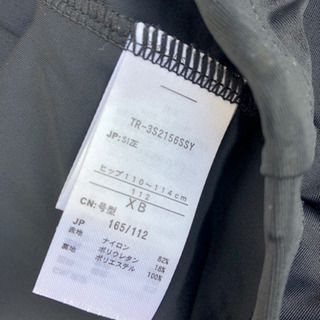 TR-3S2156SSY
JP:SIZE
ヒップ110～114cm
112
XB
CN:号型
JP 165/112
表地 ナイロン 82%
ポリウレタン 18%
裏地 ポリエステル 100%